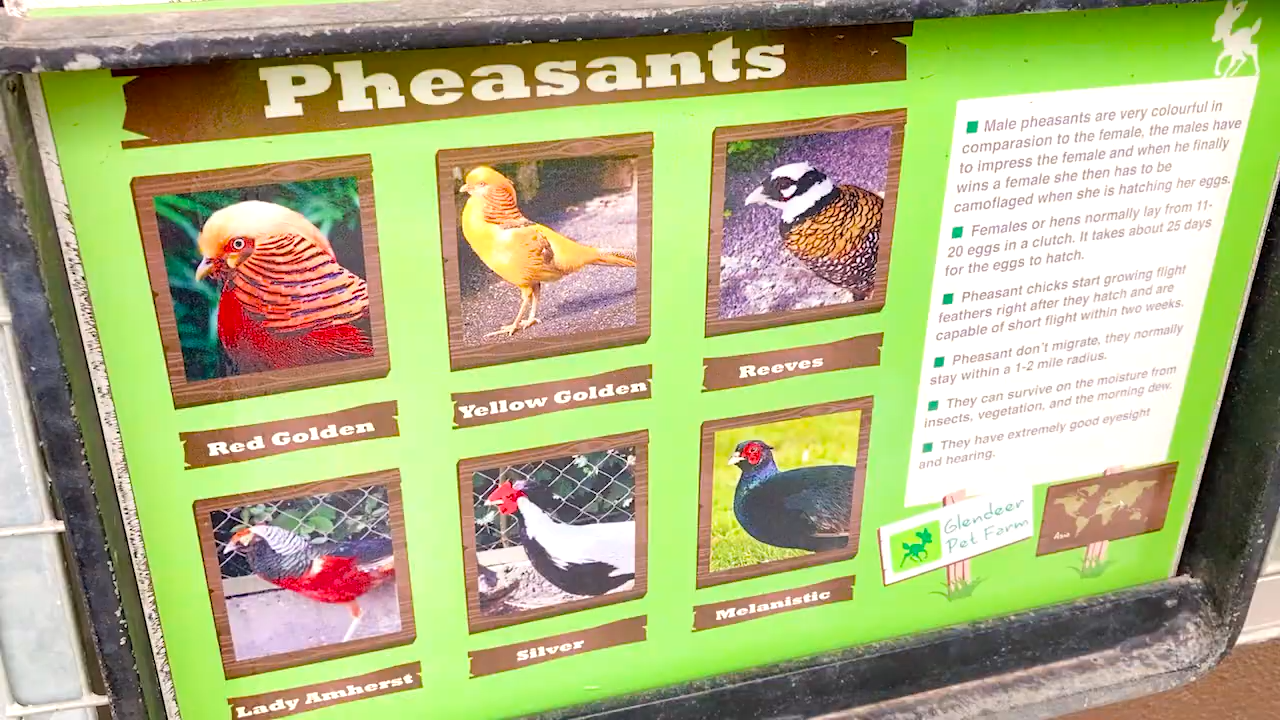 Pheasants
Red Golden
Yellow Golden
Reeves
Lady Amherst
Silver
Melanistic
Male pheasants are very colourful in
comparasion to the female, the males have
to impress the female and when he finally
wins a female she then has to be
camoflaged when she is hatching her eggs.
Females or hens normally lay from 11-
20 eggs in a clutch. It takes about 25 days
for the eggs to hatch.
Pheasant chicks start growing flight
feathers right after they hatch and are
capable of short flight within two weeks.
Pheasant don't migrate, they normally
stay within a 1-2 mile radius.
They can survive on the moisture from
insects, vegetation, and the morning dew.
They have extremely good eyesight
and hearing.
Glendeer
Pet Farm
Asia